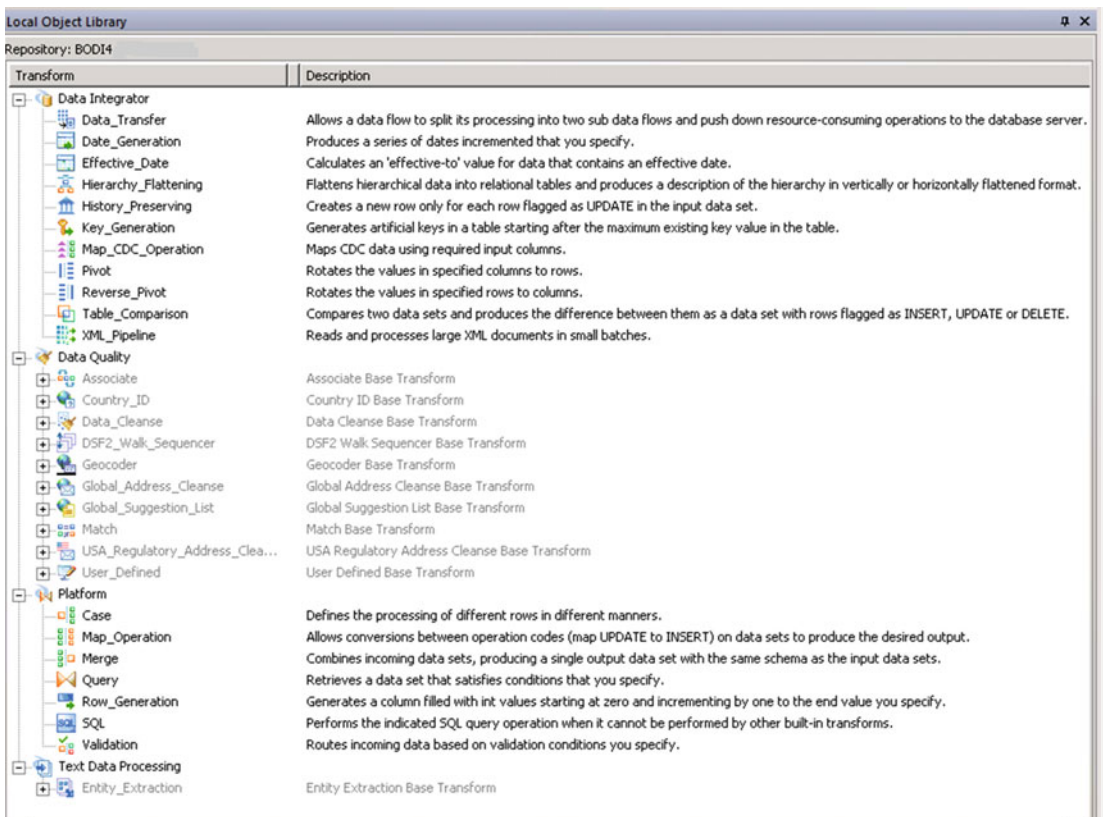 Local Object Library
Repository: BODI4
Transform Description
Data Integrator
Data_Transfer Allows a data flow to split its processing into two sub data flows and push down resource-consuming operations to the database server.
Date_Generation Produces a series of dates incremented that you specify.
Effective_Date Calculates an 'effective-to' value for data that contains an effective date.
Hierarchy_Flattening Flattens hierarchical data into relational tables and produces a description of the hierarchy in vertically or horizontally flattened format.
History_Preserving Creates a new row only for each row flagged as UPDATE in the input data set.
Key_Generation Generates artificial keys in a table starting after the maximum existing key value in the table.
Map_CDC_Operation Maps CDC data using required input columns.
Pivot Rotates the values in specified columns to rows.
Reverse_Pivot Rotates the values in specified rows to columns.
Table_Comparison Compares two data sets and produces the difference between them as a data set with rows flagged as INSERT, UPDATE or DELETE.
XML_Pipeline Reads and processes large XML documents in small batches.
Data Quality
Associate Associate Base Transform
Country_ID Country ID Base Transform
Data_Cleanse Data Cleanse Base Transform
DSF2_Walk_Sequencer DSF2 Walk Sequencer Base Transform
Geocoder Geocoder Base Transform
Global_Address_Cleanse Global Address Cleanse Base Transform
Global_Suggestion_List Global Suggestion List Base Transform
Match Match Base Transform
USA_Regulatory_Address_Clea... USA Regulatory Address Cleanse Base Transform
User_Defined User Defined Base Transform
Platform
Case Defines the processing of different rows in different manners.
Map_Operation Allows conversions between operation codes (map UPDATE to INSERT) on data sets to produce the desired output.
Merge Combines incoming data sets, producing a single output data set with the same schema as the input data sets.
Query Retrieves a data set that satisfies conditions that you specify.
Row_Generation Generates a column filled with int values starting at zero and incrementing by one to the end value you specify.
SQL Performs the indicated SQL query operation when it cannot be performed by other built-in transforms.
Validation Routes incoming data based on validation conditions you specify.
Text Data Processing
Entity_Extraction Entity Extraction Base Transform